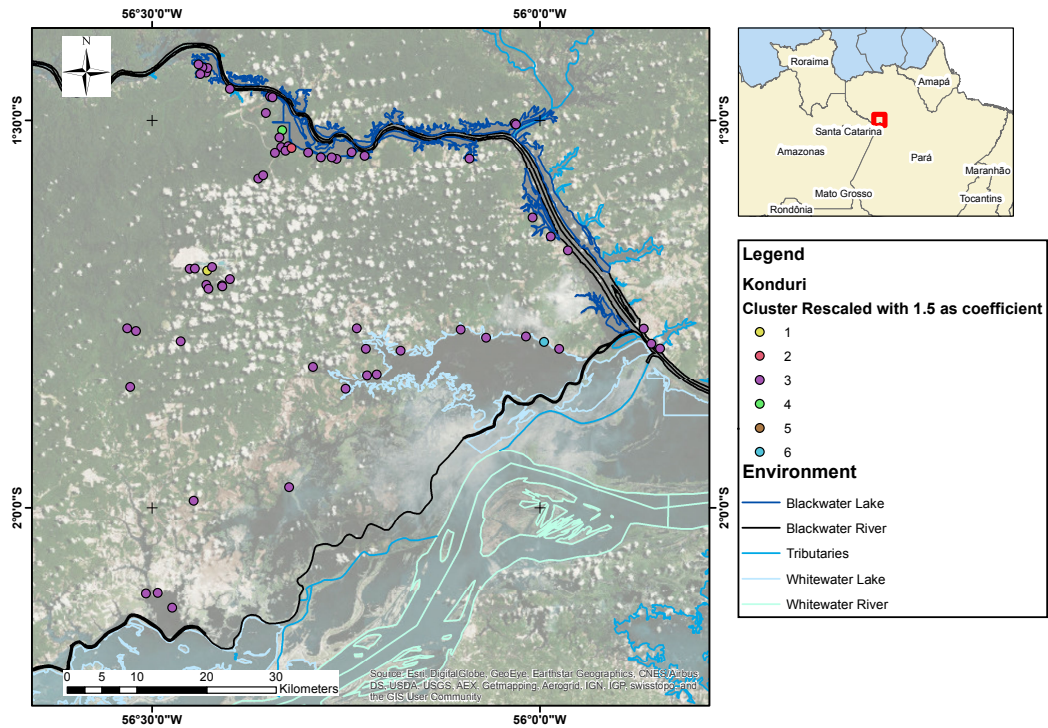 56°30'0"W
56°0'0"W
N
1°30'0"S
1°30'0"S
2°0'0"S
2°0'0"S
0 5 10 20 30
Kilometers
Source: Esri, DigitalGlobe, GeoEye, Earthstar Geographics, CNES/Airbus
DS, USDA, USGS, AEX, Getmapping, Aerogrid, IGN, IGP, swisstopo, and
the GIS User Community
56°30'0"W
56°0'0"W
Roraima
Amapá
Santa Catarina
Amazonas
Pará
Maranhão
Mato Grosso
Tocantins
Rondônia
Legend
Konduri
Cluster Rescaled with 1.5 as coefficient
1
2
3
4
5
6
Environment
Blackwater Lake
Blackwater River
Tributaries
Whitewater Lake
Whitewater River